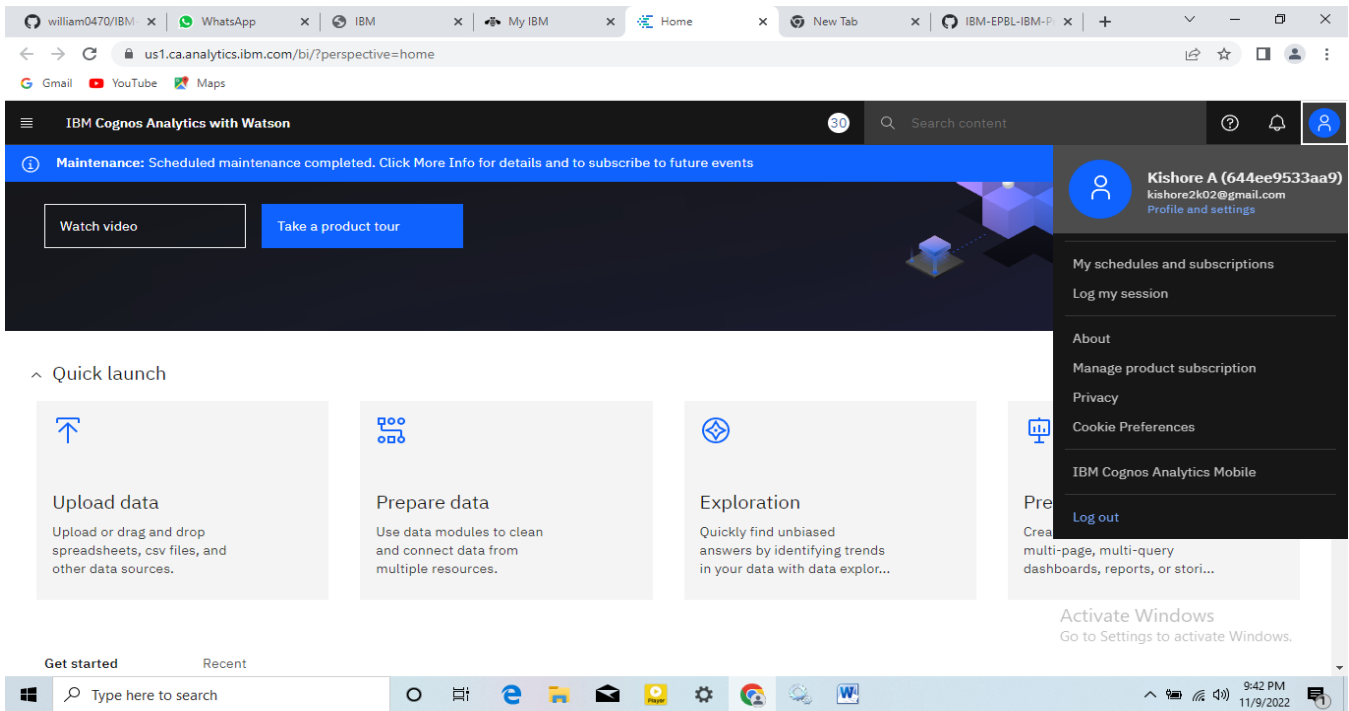 william0470/IBM-
WhatsApp
IBM
My IBM
Home
New Tab
IBM-EPBL-IBM-Pr
us1.ca.analytics.ibm.com/bi/?perspective=home
Gmail
YouTube
Maps
IBM Cognos Analytics with Watson
30
Search content
Maintenance: Scheduled maintenance completed. Click More Info for details and to subscribe to future events
Kishore A (644ee9533aa9)
kishore2k02@gmail.com
Profile and settings
Watch video
Take a product tour
My schedules and subscriptions
Log my session
About
Manage product subscription
Privacy
Cookie Preferences
IBM Cognos Analytics Mobile
Log out
Quick launch
Upload data
Upload or drag and drop
spreadsheets, csv files, and
other data sources.
Prepare data
Use data modules to clean
and connect data from
multiple resources.
Exploration
Quickly find unbiased
answers by identifying trends
in your data with data explor...
Pre
Crea
multi-page, multi-query
dashboards, reports, or stori...
Activate Windows
Go to Settings to activate Windows.
Get started
Recent
Type here to search
Player
W
9:42 PM
11/9/2022
1